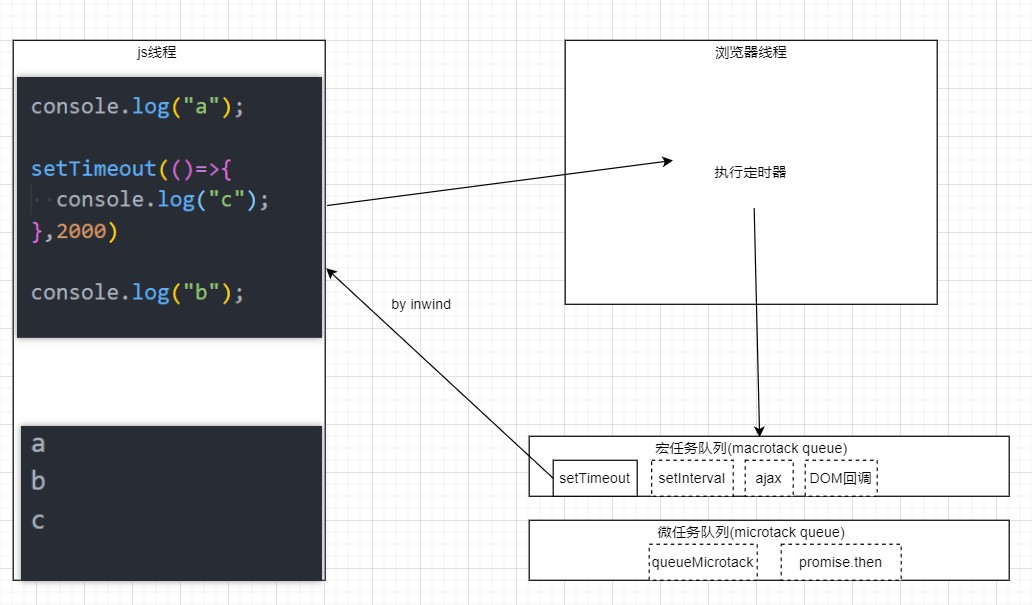 js线程
console.log("a");
setTimeout(()=>{
console.log("c");
},2000)
console.log("b");
a
b
c
浏览器线程
执行定时器
by inwind
宏任务队列(macrotack queue)
setTimeout
setInterval
ajax
DOM回调
微任务队列(microtack queue)
queueMicrotack
promise.then